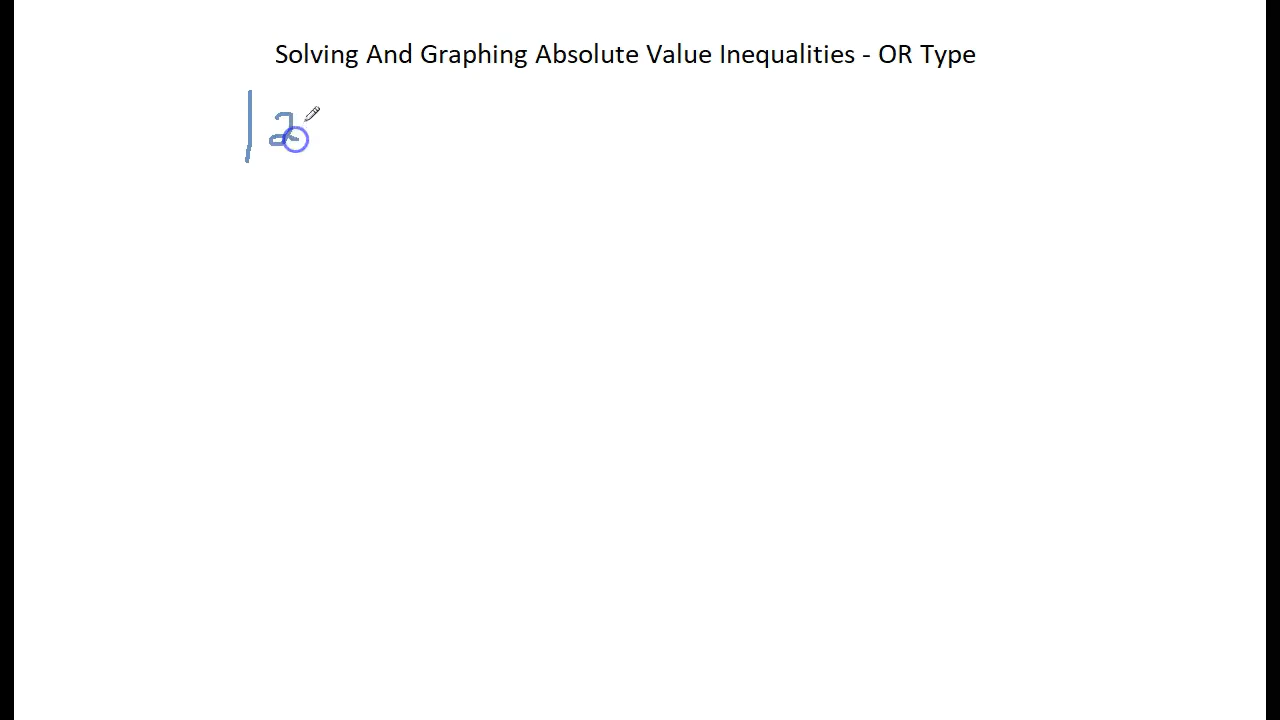 Solving And Graphing Absolute Value Inequalities - OR Type
|2